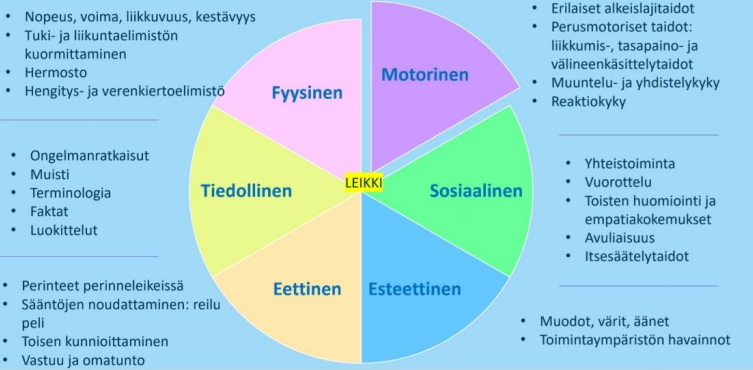 • Nopeus, voima, liikkuvuus, kestävyys
• Tuki- ja liikuntaelimistön
kuormittaminen
• Hermosto
• Hengitys- ja verenkiertoelimistö
• Ongelmanratkaisut
• Muisti
• Terminologia
• Faktat
• Luokittelut
• Perinteet perinneleikeissä
• Sääntöjen noudattaminen: reilu
peli
• Toisen kunnioittaminen
• Vastuu ja omatunto
Fyysinen
Motorinen
Tiedollinen
LEIKKI
Sosiaalinen
Eettinen
Esteettinen
• Erilaiset alkeislajitaidot
• Perusmotoriset taidot:
liikkumis-, tasapaino- ja
välineenkäsittelytaidot
• Muuntelu- ja yhdistelykyky
• Reaktiokyky
• Yhteistoiminta
• Vuorottelu
• Toisten huomiointi ja
empatiakokemukset
• Avuliaisuus
• Itsesäätelytaidot
• Muodot, värit, äänet
• Toimintaympäristön havainnot